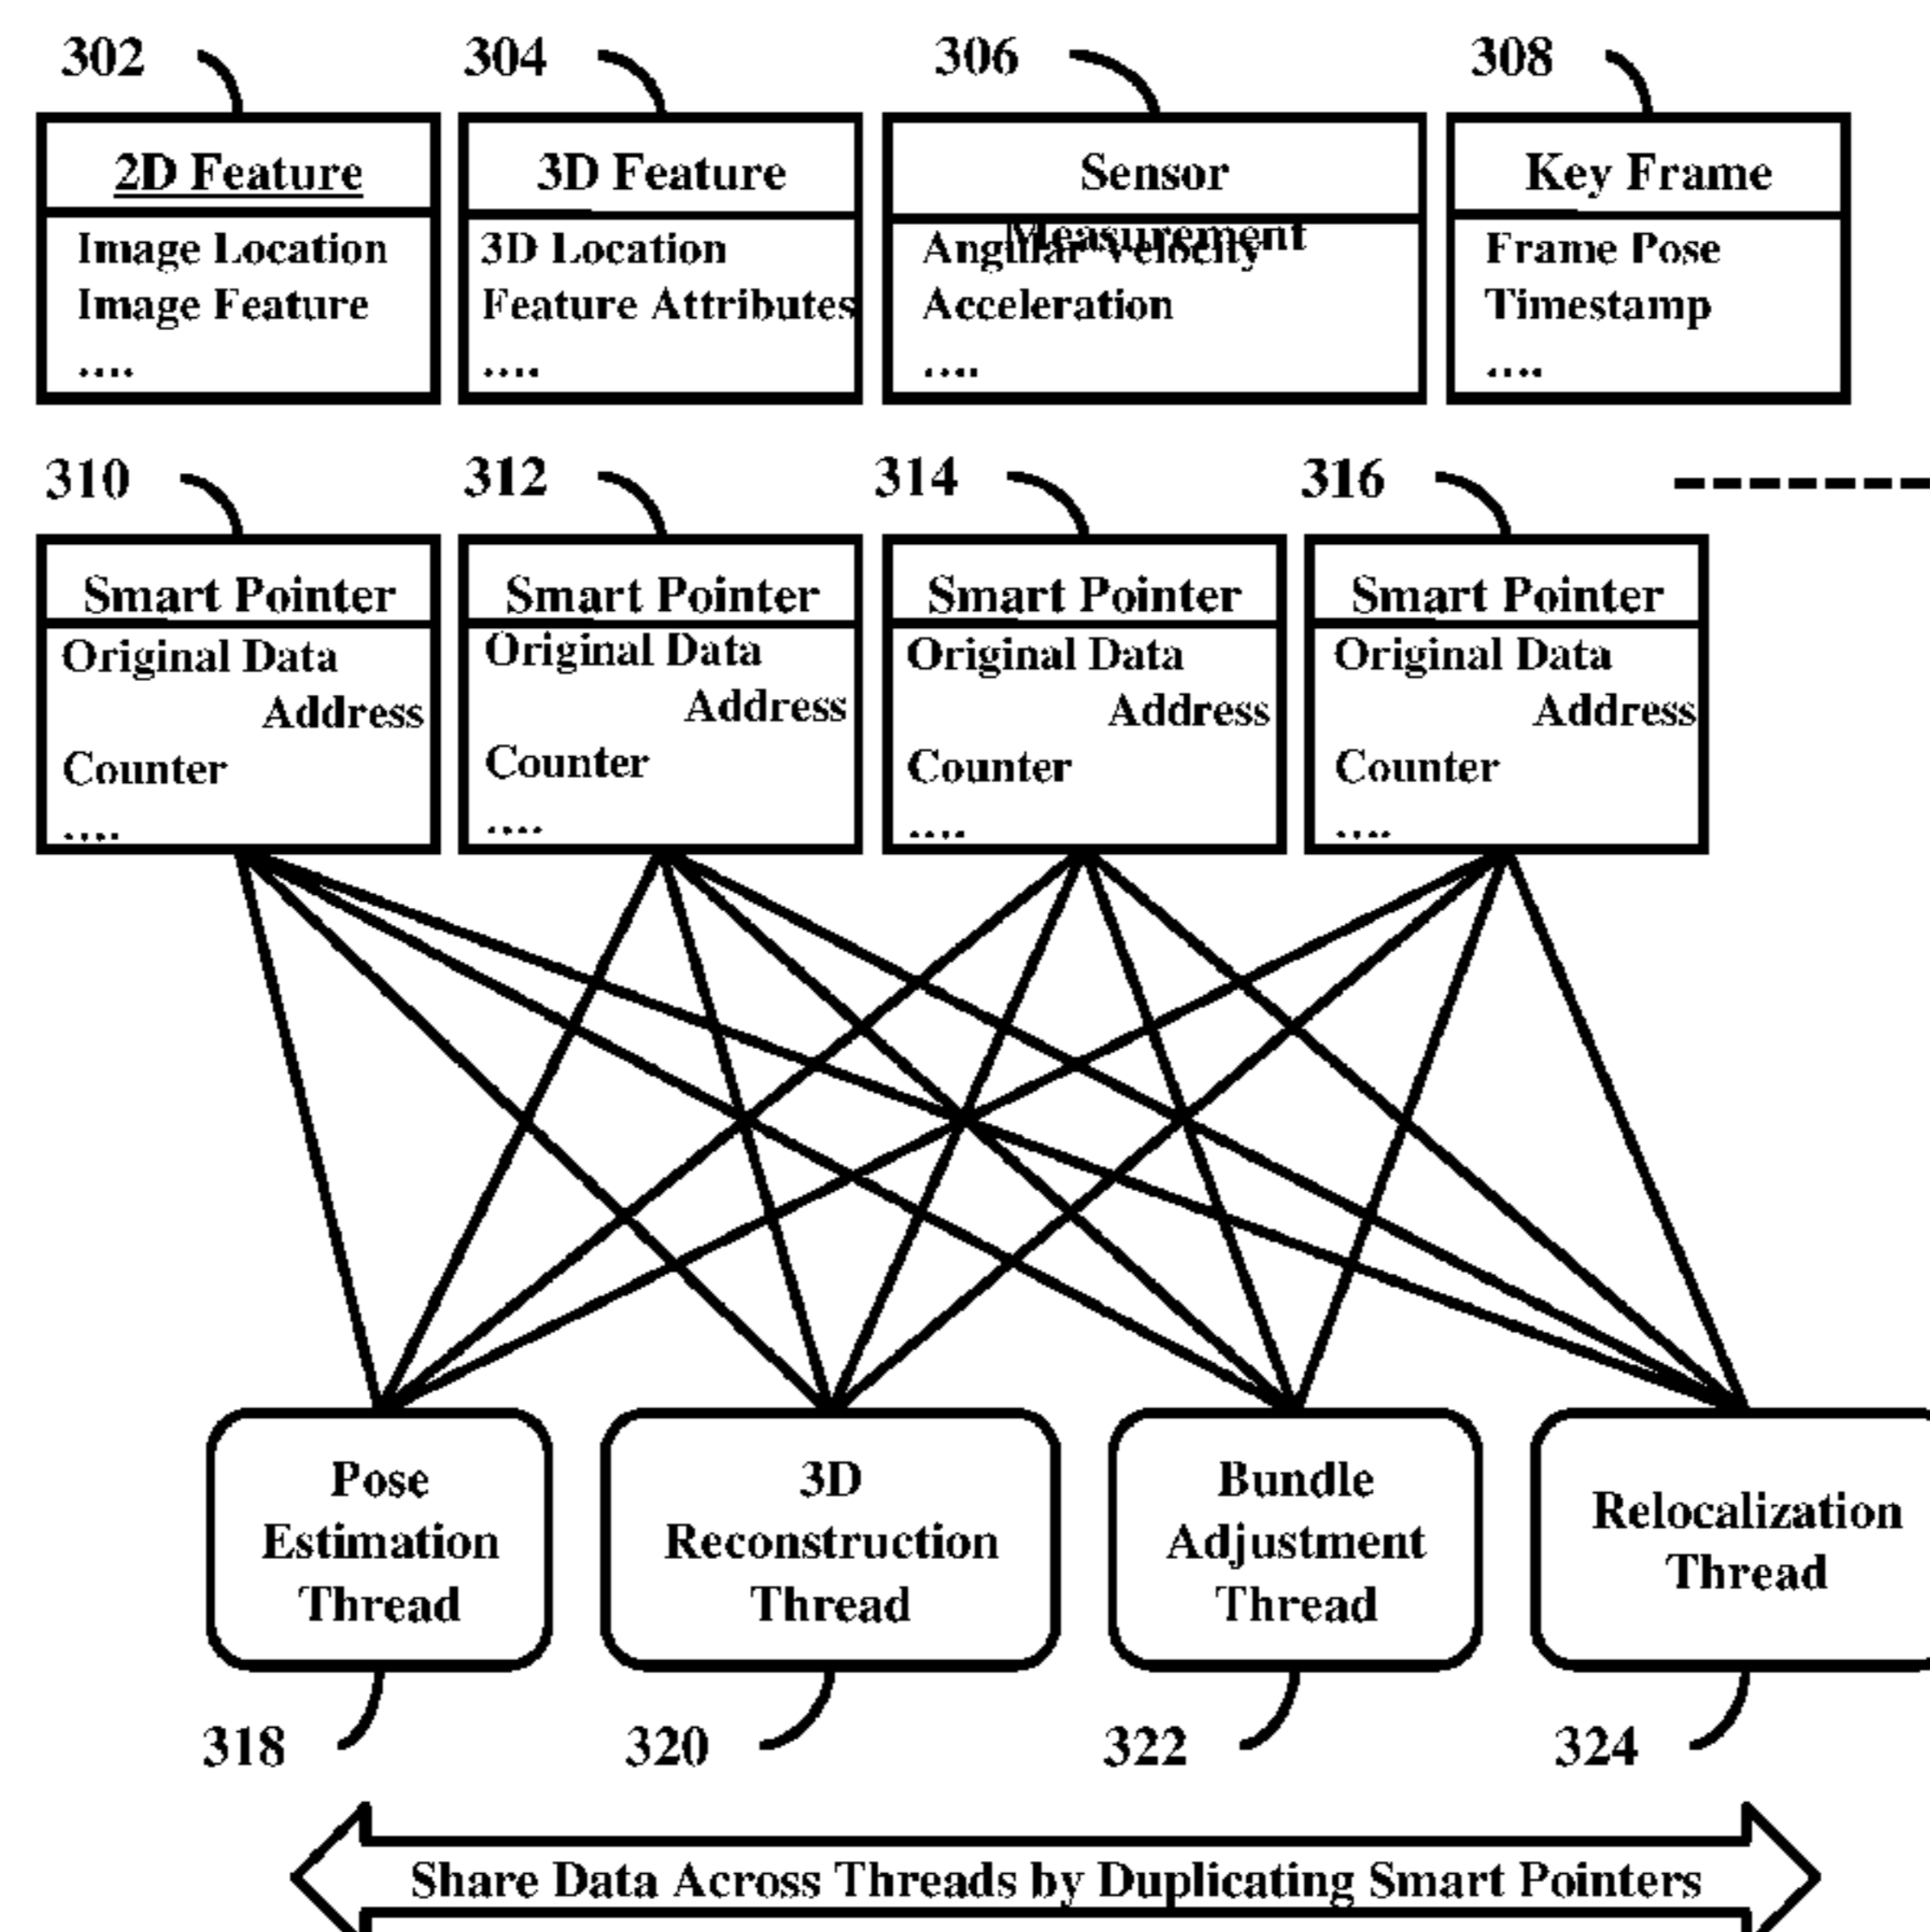 302 304 306 308
2D Feature 3D Feature Sensor Measurement Key Frame
Image Location 3D Location Angular Velocity Frame Pose
Image Feature Feature Attributes Acceleration Timestamp
.... .... .... ....
310 312 314 316
Smart Pointer Smart Pointer Smart Pointer Smart Pointer
Original Data Original Data Original Data Original Data
Address Address Address Address
Counter Counter Counter Counter
.... .... .... ....
Pose 3D Bundle Relocalization
Estimation Reconstruction Adjustment Thread
Thread Thread Thread
318 320 322 324
Share Data Across Threads by Duplicating Smart Pointers